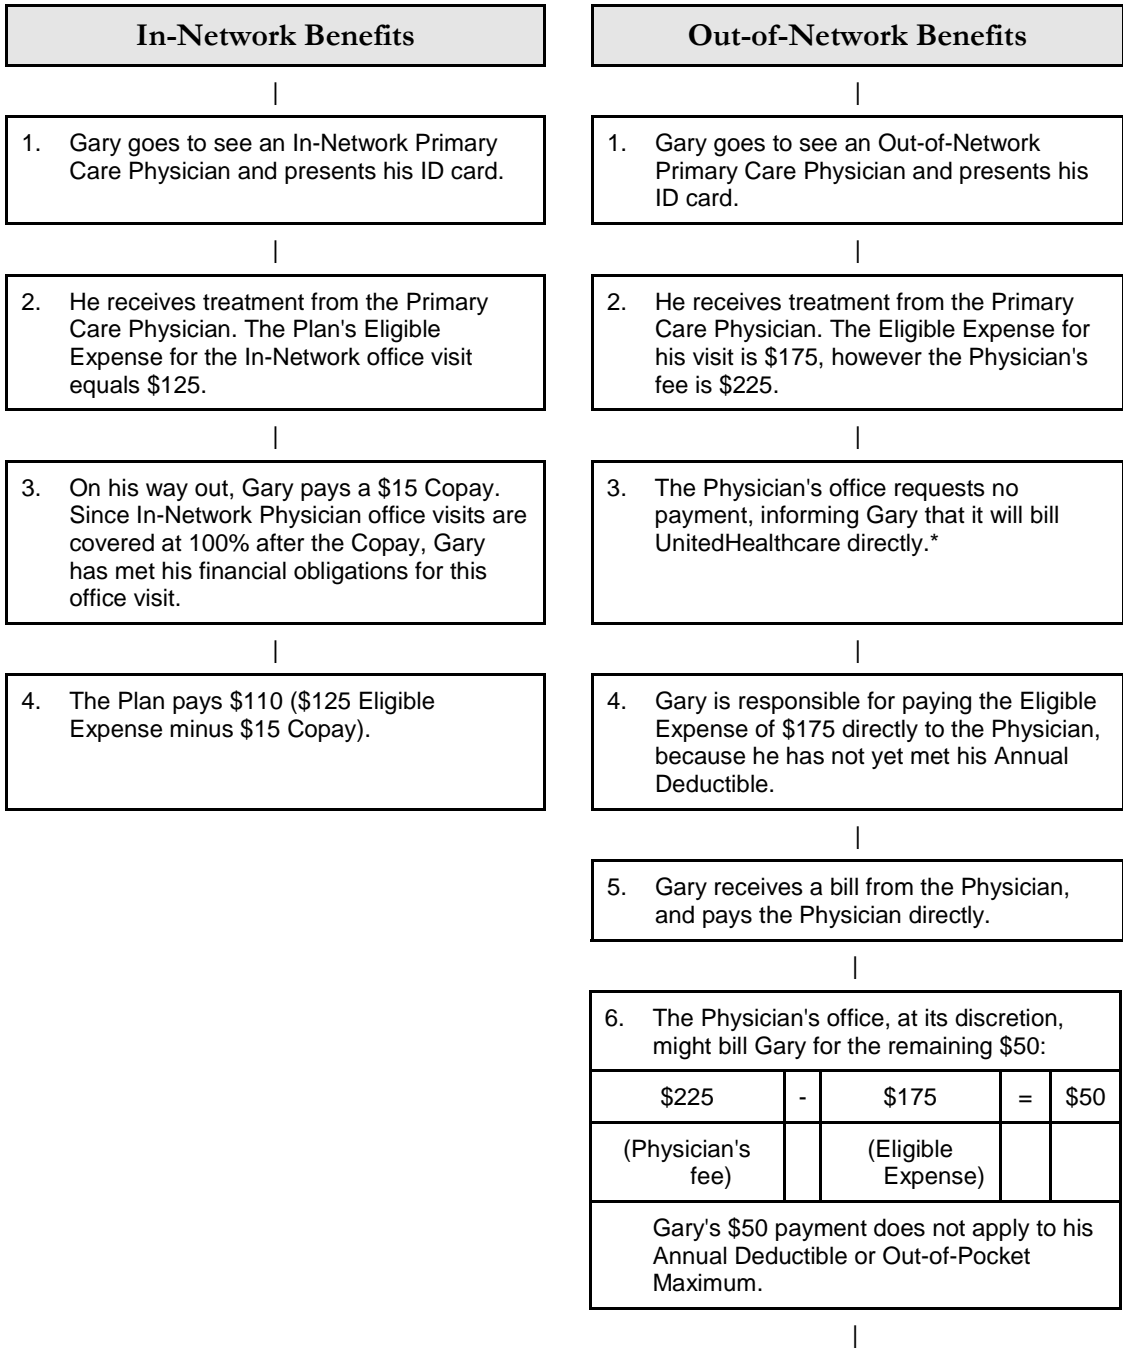 In-Network Benefits
|
1. Gary goes to see an In-Network Primary
Care Physician and presents his ID card.
|
2. He receives treatment from the Primary
Care Physician. The Plan's Eligible
Expense for the In-Network office visit
equals $125.
|
3. On his way out, Gary pays a $15 Copay.
Since In-Network Physician office visits are
covered at 100% after the Copay, Gary
has met his financial obligations for this
office visit.
|
4. The Plan pays $110 ($125 Eligible
Expense minus $15 Copay).
Out-of-Network Benefits
|
1. Gary goes to see an Out-of-Network
Primary Care Physician and presents his
ID card.
|
2. He receives treatment from the Primary
Care Physician. The Eligible Expense for
his visit is $175, however the Physician's
fee is $225.
|
3. The Physician's office requests no
payment, informing Gary that it will bill
UnitedHealthcare directly.*
|
4. Gary is responsible for paying the Eligible
Expense of $175 directly to the Physician,
because he has not yet met his Annual
Deductible.
|
5. Gary receives a bill from the Physician,
and pays the Physician directly.
|
6. The Physician's office, at its discretion,
might bill Gary for the remaining $50:
$225 - $175 = $50
(Physician's (Eligible
fee) Expense)
Gary's $50 payment does not apply to his
Annual Deductible or Out-of-Pocket
Maximum.
|